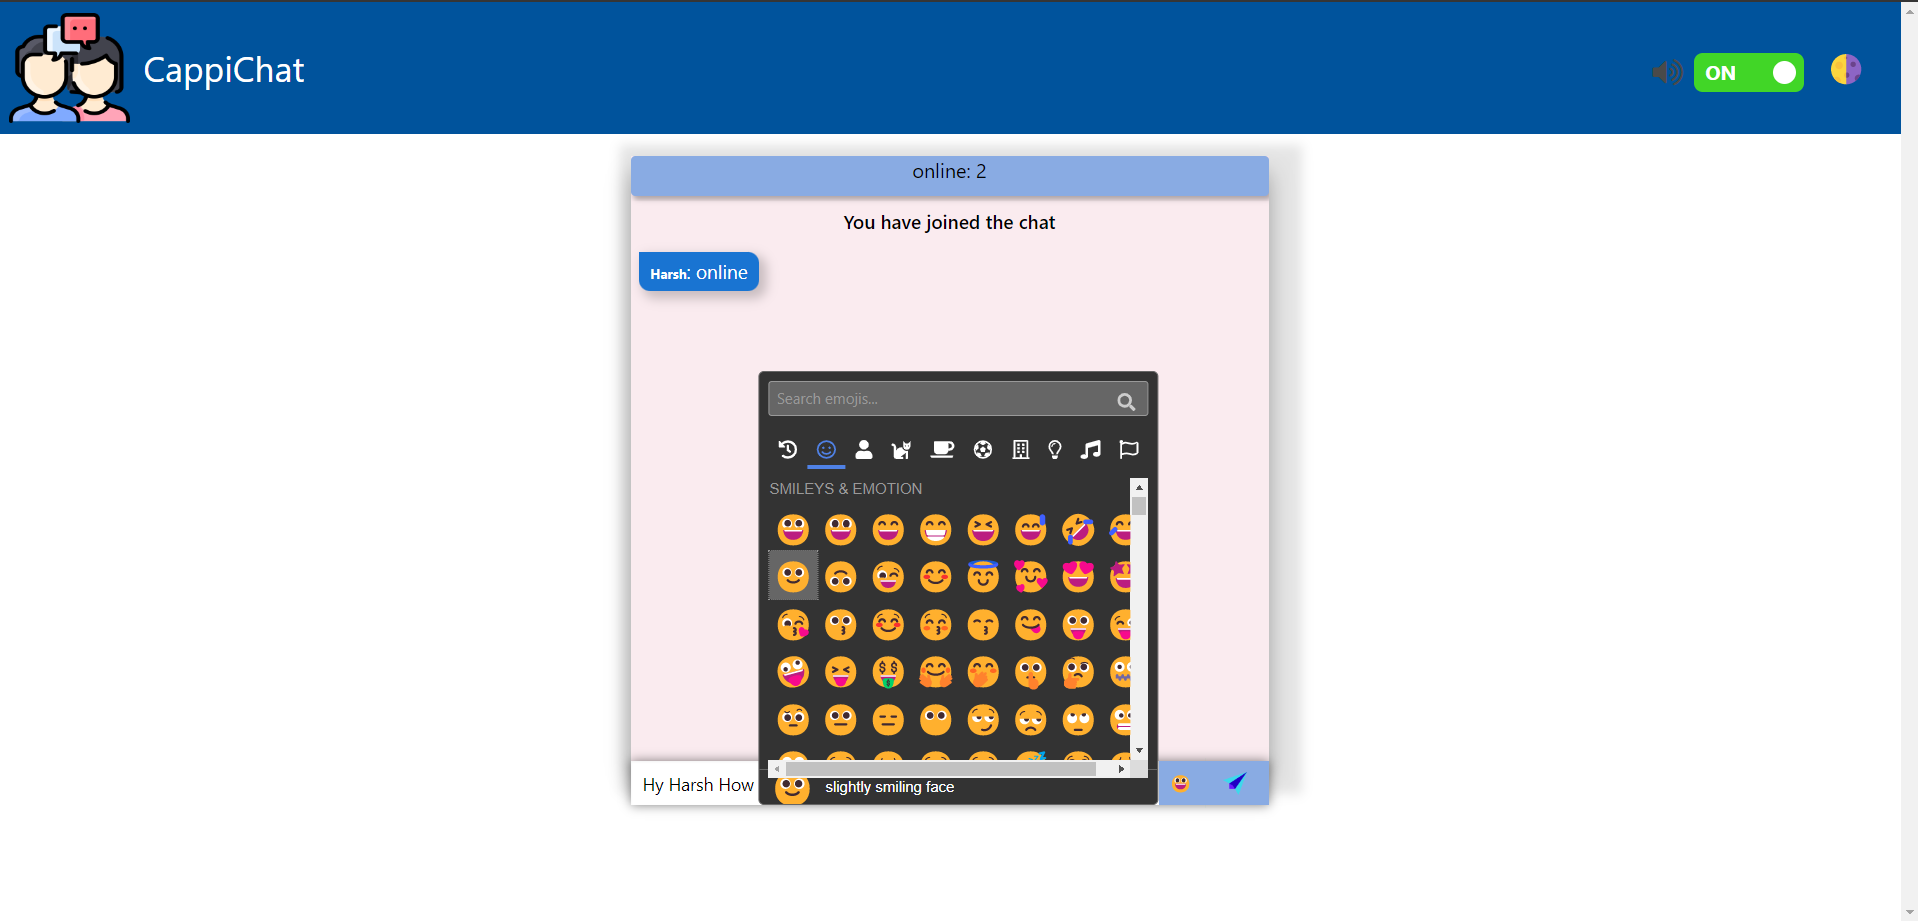 CappiChat
ON
online: 2
You have joined the chat
Harsh: online
Search emojis...
SMILEYS & EMOTION
Hy Harsh How
slightly smiling face